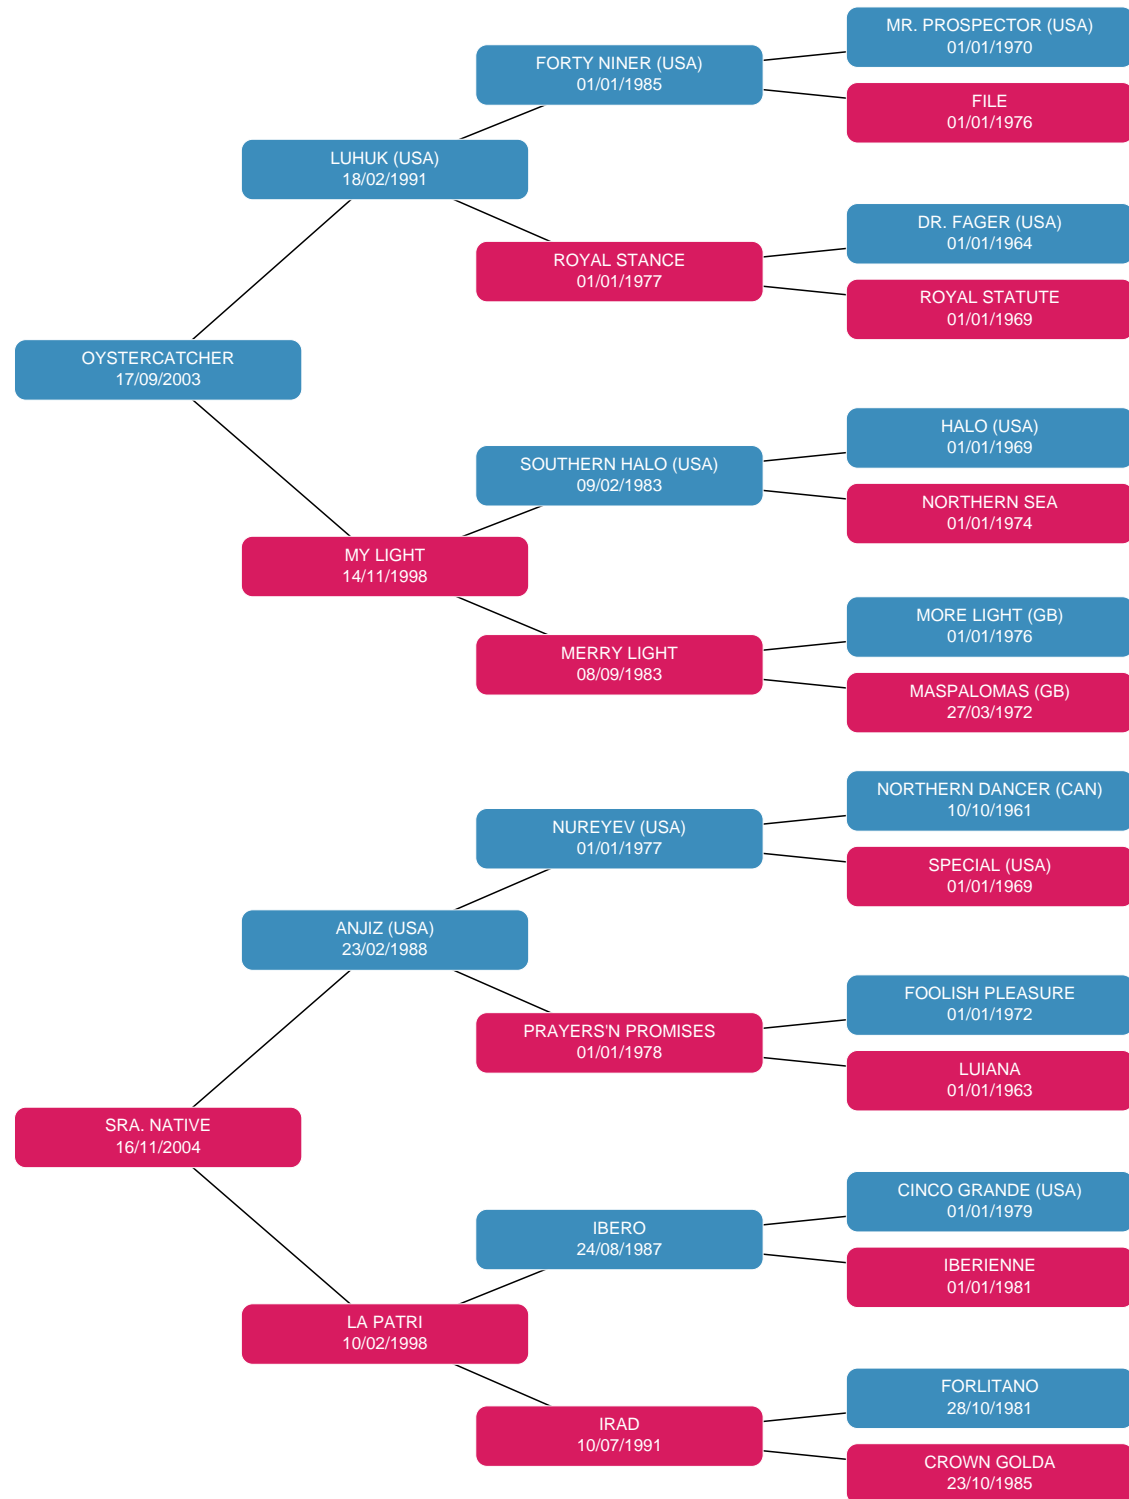 MR. PROSPECTOR (USA)
01/01/1970
FORTY NINER (USA)
01/01/1985
FILE
01/01/1976
LUHUK (USA)
18/02/1991
DR. FAGER (USA)
01/01/1964
ROYAL STANCE
01/01/1977
ROYAL STATUTE
01/01/1969
OYSTERCATCHER
17/09/2003
HALO (USA)
01/01/1969
SOUTHERN HALO (USA)
09/02/1983
NORTHERN SEA
01/01/1974
MY LIGHT
14/11/1998
MORE LIGHT (GB)
01/01/1976
MERRY LIGHT
08/09/1983
MASPALOMAS (GB)
27/03/1972
NORTHERN DANCER (CAN)
10/10/1961
NUREYEV (USA)
01/01/1977
SPECIAL (USA)
01/01/1969
ANJIZ (USA)
23/02/1988
FOOLISH PLEASURE
01/01/1972
PRAYERS'N PROMISES
01/01/1978
LUIANA
01/01/1963
SRA. NATIVE
16/11/2004
CINCO GRANDE (USA)
01/01/1979
IBERO
24/08/1987
IBERIENNE
01/01/1981
LA PATRI
10/02/1998
FORLITANO
28/10/1981
IRAD
10/07/1991
CROWN GOLDA
23/10/1985